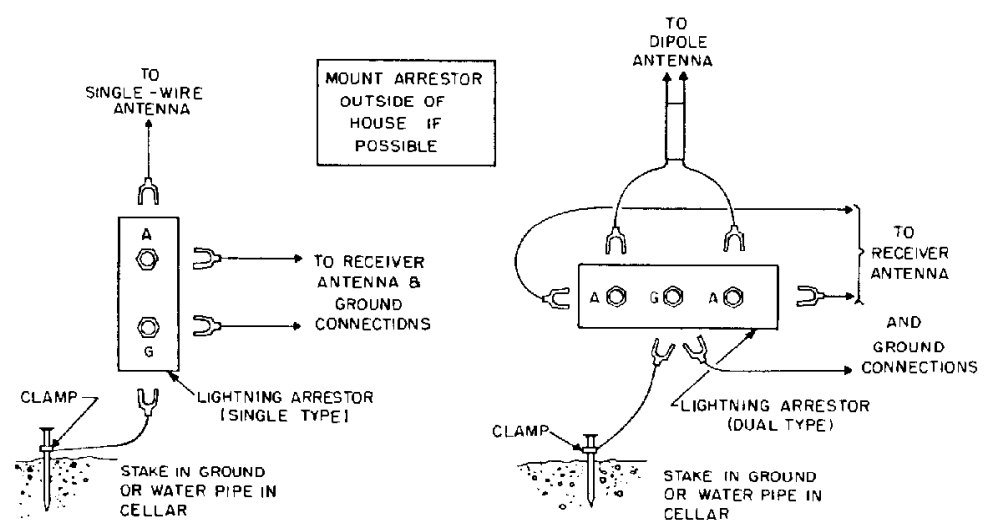 TO
SINGLE-WIRE
ANTENNA
MOUNT ARRESTOR
OUTSIDE OF
HOUSE IF
POSSIBLE
A
G
TO RECEIVER
ANTENNA &
GROUND
CONNECTIONS
CLAMP
LIGHTNING ARRESTOR
(SINGLE TYPE)
STAKE IN GROUND
OR WATER PIPE IN
CELLAR
TO
DIPOLE
ANTENNA
A G A
TO
RECEIVER
ANTENNA
AND
GROUND
CONNECTIONS
LIGHTNING ARRESTOR
(DUAL TYPE)
CLAMP
STAKE IN GROUND
OR WATER PIPE IN
CELLAR